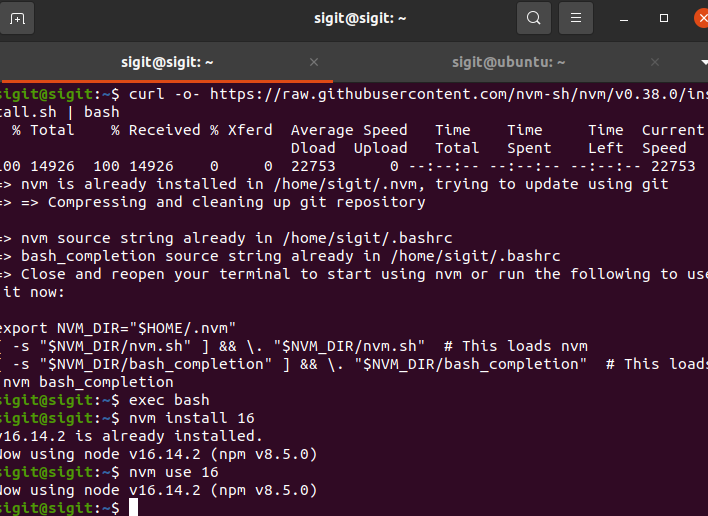 sigit@sigit: ~
sigit@sigit: ~ ×
sigit@ubuntu: ~ ×
sigit@sigit:~$ curl -o- https://raw.githubusercontent.com/nvm-sh/nvm/v0.38.0/ins
tall.sh | bash
% Total % Received % Xferd Average Speed Time Time Time Current
Dload Upload Total Spent Left Speed
100 14926 100 14926 0 0 22753 0 --:--:-- --:--:-- --:--:-- 22753
=> nvm is already installed in /home/sigit/.nvm, trying to update using git
=> => Compressing and cleaning up git repository
=> nvm source string already in /home/sigit/.bashrc
=> bash_completion source string already in /home/sigit/.bashrc
=> Close and reopen your terminal to start using nvm or run the following to use
it now:
export NVM_DIR="$HOME/.nvm"
[ -s "$NVM_DIR/nvm.sh" ] && \. "$NVM_DIR/nvm.sh" # This loads nvm
[ -s "$NVM_DIR/bash_completion" ] && \. "$NVM_DIR/bash_completion" # This loads
nvm bash_completion
sigit@sigit:~$ exec bash
sigit@sigit:~$ nvm install 16
v16.14.2 is already installed.
Now using node v16.14.2 (npm v8.5.0)
sigit@sigit:~$ nvm use 16
Now using node v16.14.2 (npm v8.5.0)
sigit@sigit:~$